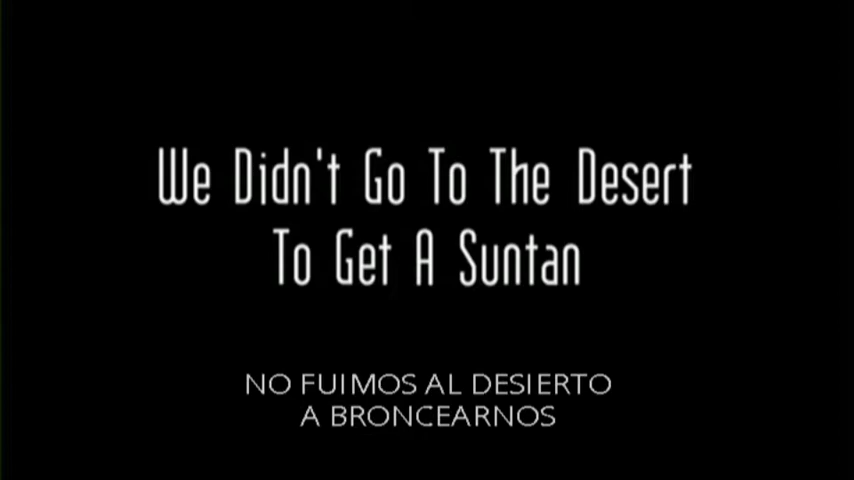 We Didn't Go To The Desert
To Get A Suntan
NO FUIMOS AL DESIERTO
A BRONCEARNOS